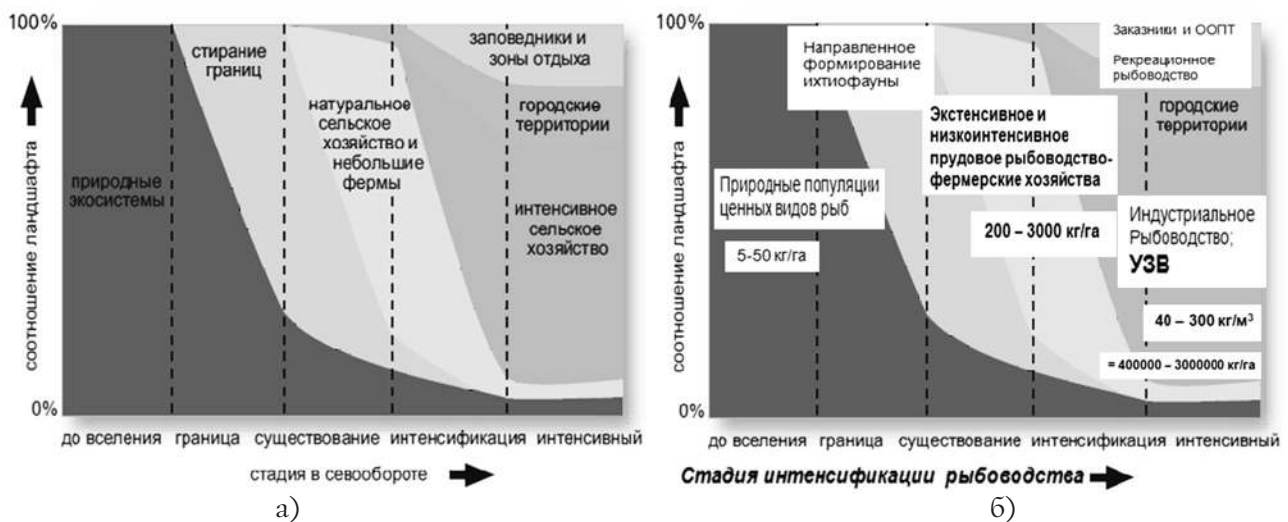 100%
стирание
границ
заповедники и
зоны отдыха
натуральное
сельское
хозяйство и
небольшие
фермы
городские
территории
природные
экосистемы
интенсивное
сельское
хозяйство
соотношение ландшафта
0%
до вселения граница существование интенсификация интенсивный
стадия в севообороте
а)
100%
Направленное
формирование
ихтиофауны
Заказники и ООПТ
Рекреационное
рыбоводство
Экстенсивное и
низкоинтенсивное
прудовое рыбоводство-
фермерские хозяйства
городские
территории
Природные популяции
ценных видов рыб
5-50 кг/га
200 – 3000 кг/га
Индустриальное
Рыбоводство;
УЗВ
40 – 300 кг/м³
= 400000 – 3000000 кг/га
соотношение ландшафта
0%
до вселения граница существование интенсификация интенсивный
Стадия интенсификации рыбоводства
б)